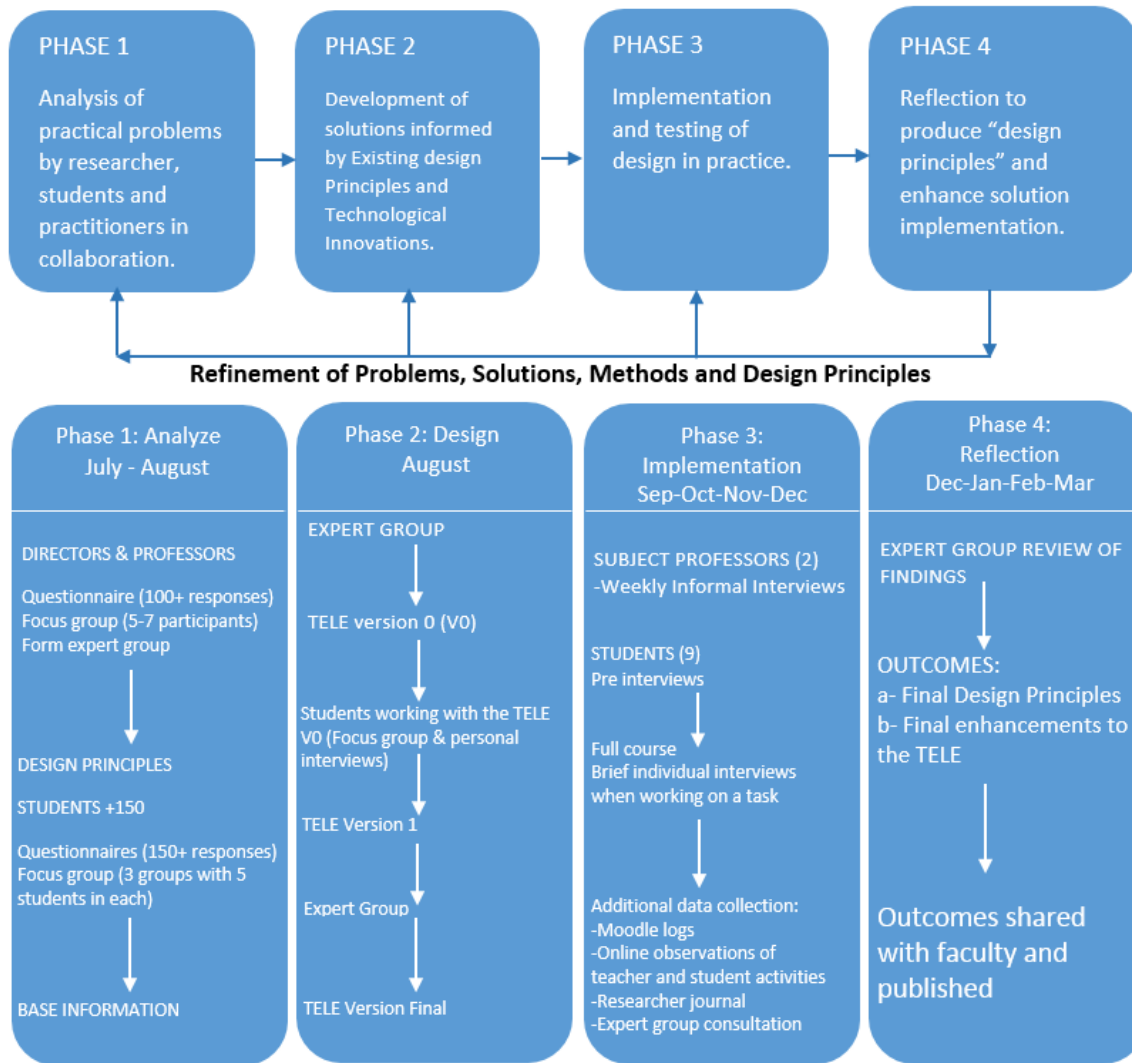 PHASE 1
Analysis of
practical problems
by researcher,
students and
practitioners in
collaboration.
PHASE 2
Development of
solutions informed
by Existing design
Principles and
Technological
Innovations.
PHASE 3
Implementation
and testing of
design in practice.
PHASE 4
Reflection to
produce “design
principles” and
enhance solution
implementation.
Refinement of Problems, Solutions, Methods and Design Principles
Phase 1: Analyze
July - August
DIRECTORS & PROFESSORS
Questionnaire (100+ responses)
Focus group (5-7 participants)
Form expert group
DESIGN PRINCIPLES
STUDENTS +150
Questionnaires (150+ responses)
Focus group (3 groups with 5
students in each)
BASE INFORMATION
Phase 2: Design
August
EXPERT GROUP
TELE version 0 (V0)
Students working with the TELE
V0 (Focus group & personal
interviews)
TELE Version 1
Expert Group
TELE Version Final
Phase 3:
Implementation
Sep-Oct-Nov-Dec
SUBJECT PROFESSORS (2)
-Weekly Informal Interviews
STUDENTS (9)
Pre interviews
Full course
Brief individual interviews
when working on a task
Additional data collection:
-Moodle logs
-Online observations of
teacher and student activities
-Researcher journal
-Expert group consultation
Phase 4:
Reflection
Dec-Jan-Feb-Mar
EXPERT GROUP REVIEW OF
FINDINGS
OUTCOMES:
a- Final Design Principles
b- Final enhancements to
the TELE
Outcomes shared
with faculty and
published